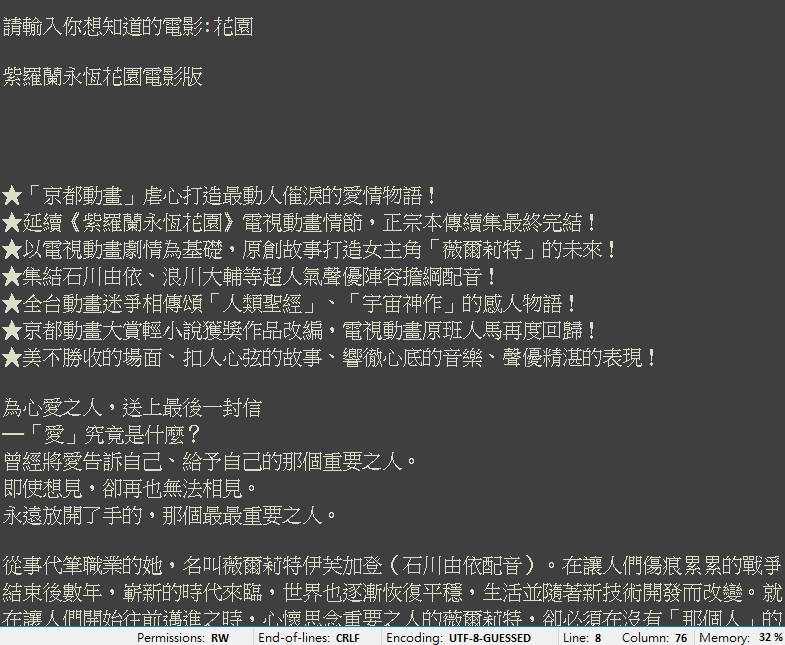 請輸入你想知道的電影:花園
紫羅蘭永恆花園電影版
★「京都動畫」虐心打造最動人催淚的愛情物語！
★延續《紫羅蘭永恆花園》電視動畫情節，正宗本傳續集最終完結！
★以電視動畫劇情為基礎，原創故事打造女主角「薇爾莉特」的未來！
★集結石川由依、浪川大輔等超人氣聲優陣容擔綱配音！
★全台動畫迷爭相傳頌「人類聖經」、「宇宙神作」的感人物語！
★京都動畫大賞輕小說獲獎作品改編，電視動畫原班人馬再度回歸！
★美不勝收的場面、扣人心弦的故事、響徹心底的音樂、聲優精湛的表現！
為心愛之人，送上最後一封信
—「愛」究竟是什麼？
曾經將愛告訴自己、給予自己的那個重要之人。
即使想見，卻再也無法相見。
永遠放開了手的，那個最最重要之人。
從事代筆職業的她，名叫薇爾莉特伊芙加登（石川由依配音）。在讓人們傷痕累累的戰爭
結束後數年，嶄新的時代來臨，世界也逐漸恢復平穩，生活並隨著新技術開發而改變。就
在讓人們開始往前邁進之時，心懷思念重要之人的薇爾莉特，卻必須在沒有「那個人」的
Permissions: RW End-of-lines: CRLF Encoding: UTF-8-GUESSED Line: 8 Column: 76 Memory: 32 %